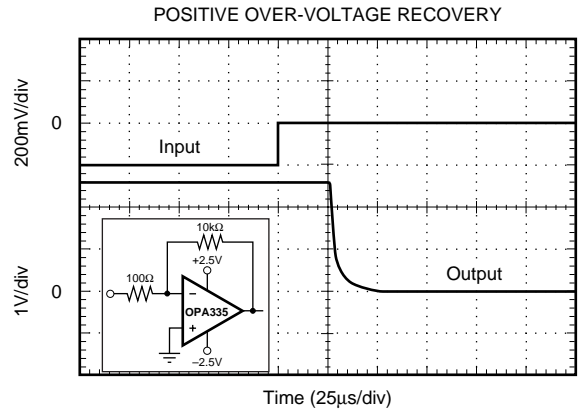 POSITIVE OVER-VOLTAGE RECOVERY
200mV/div
0
Input
10kΩ
+2.5V
100Ω
−
OPA335
+
−2.5V
1V/div
0
Output
Time (25µs/div)